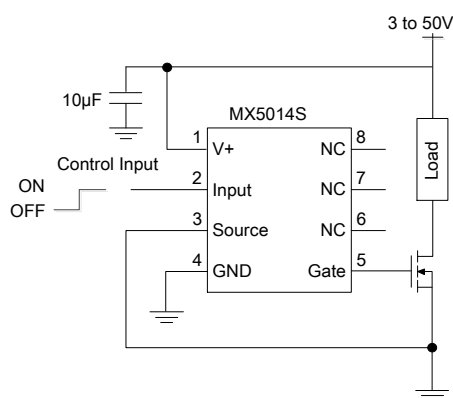 3 to 50V
10µF
MX5014S
1 V+ NC 8
Control Input
ON
OFF
2 Input NC 7
3 Source NC 6
4 GND Gate 5
Load